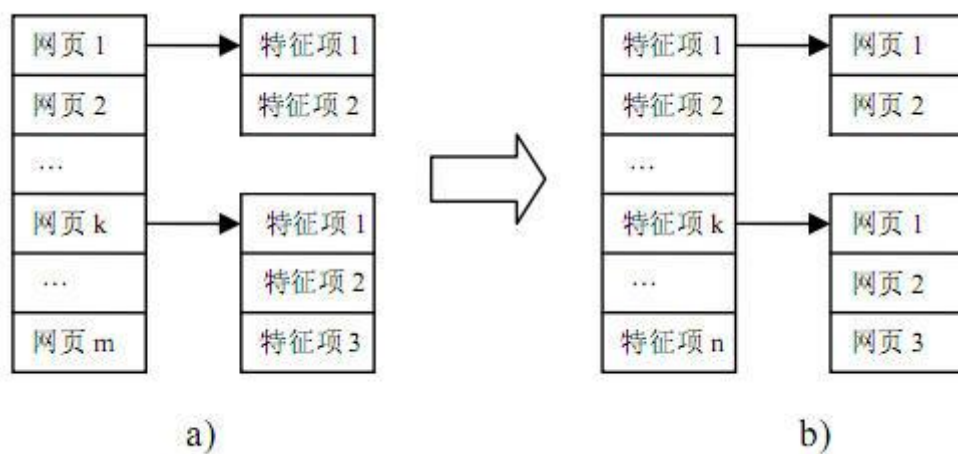 网页 1
网页 2
…
网页 k
…
网页 m
特征项 1
特征项 2
特征项 1
特征项 2
特征项 3
a)
特征项 1
特征项 2
…
特征项 k
…
特征项 n
网页 1
网页 2
网页 1
网页 2
网页 3
b)